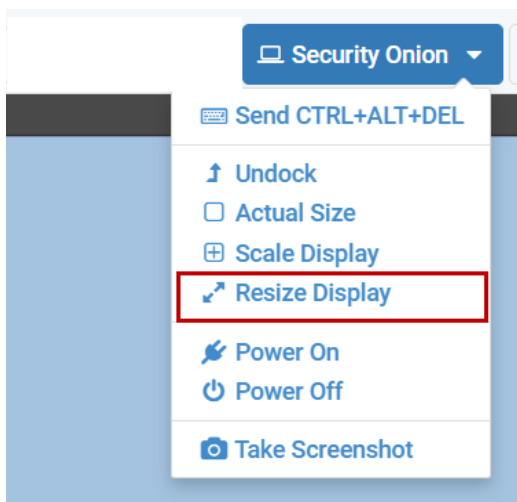 Security Onion
Send CTRL+ALT+DEL
Undock
Actual Size
Scale Display
Resize Display
Power On
Power Off
Take Screenshot